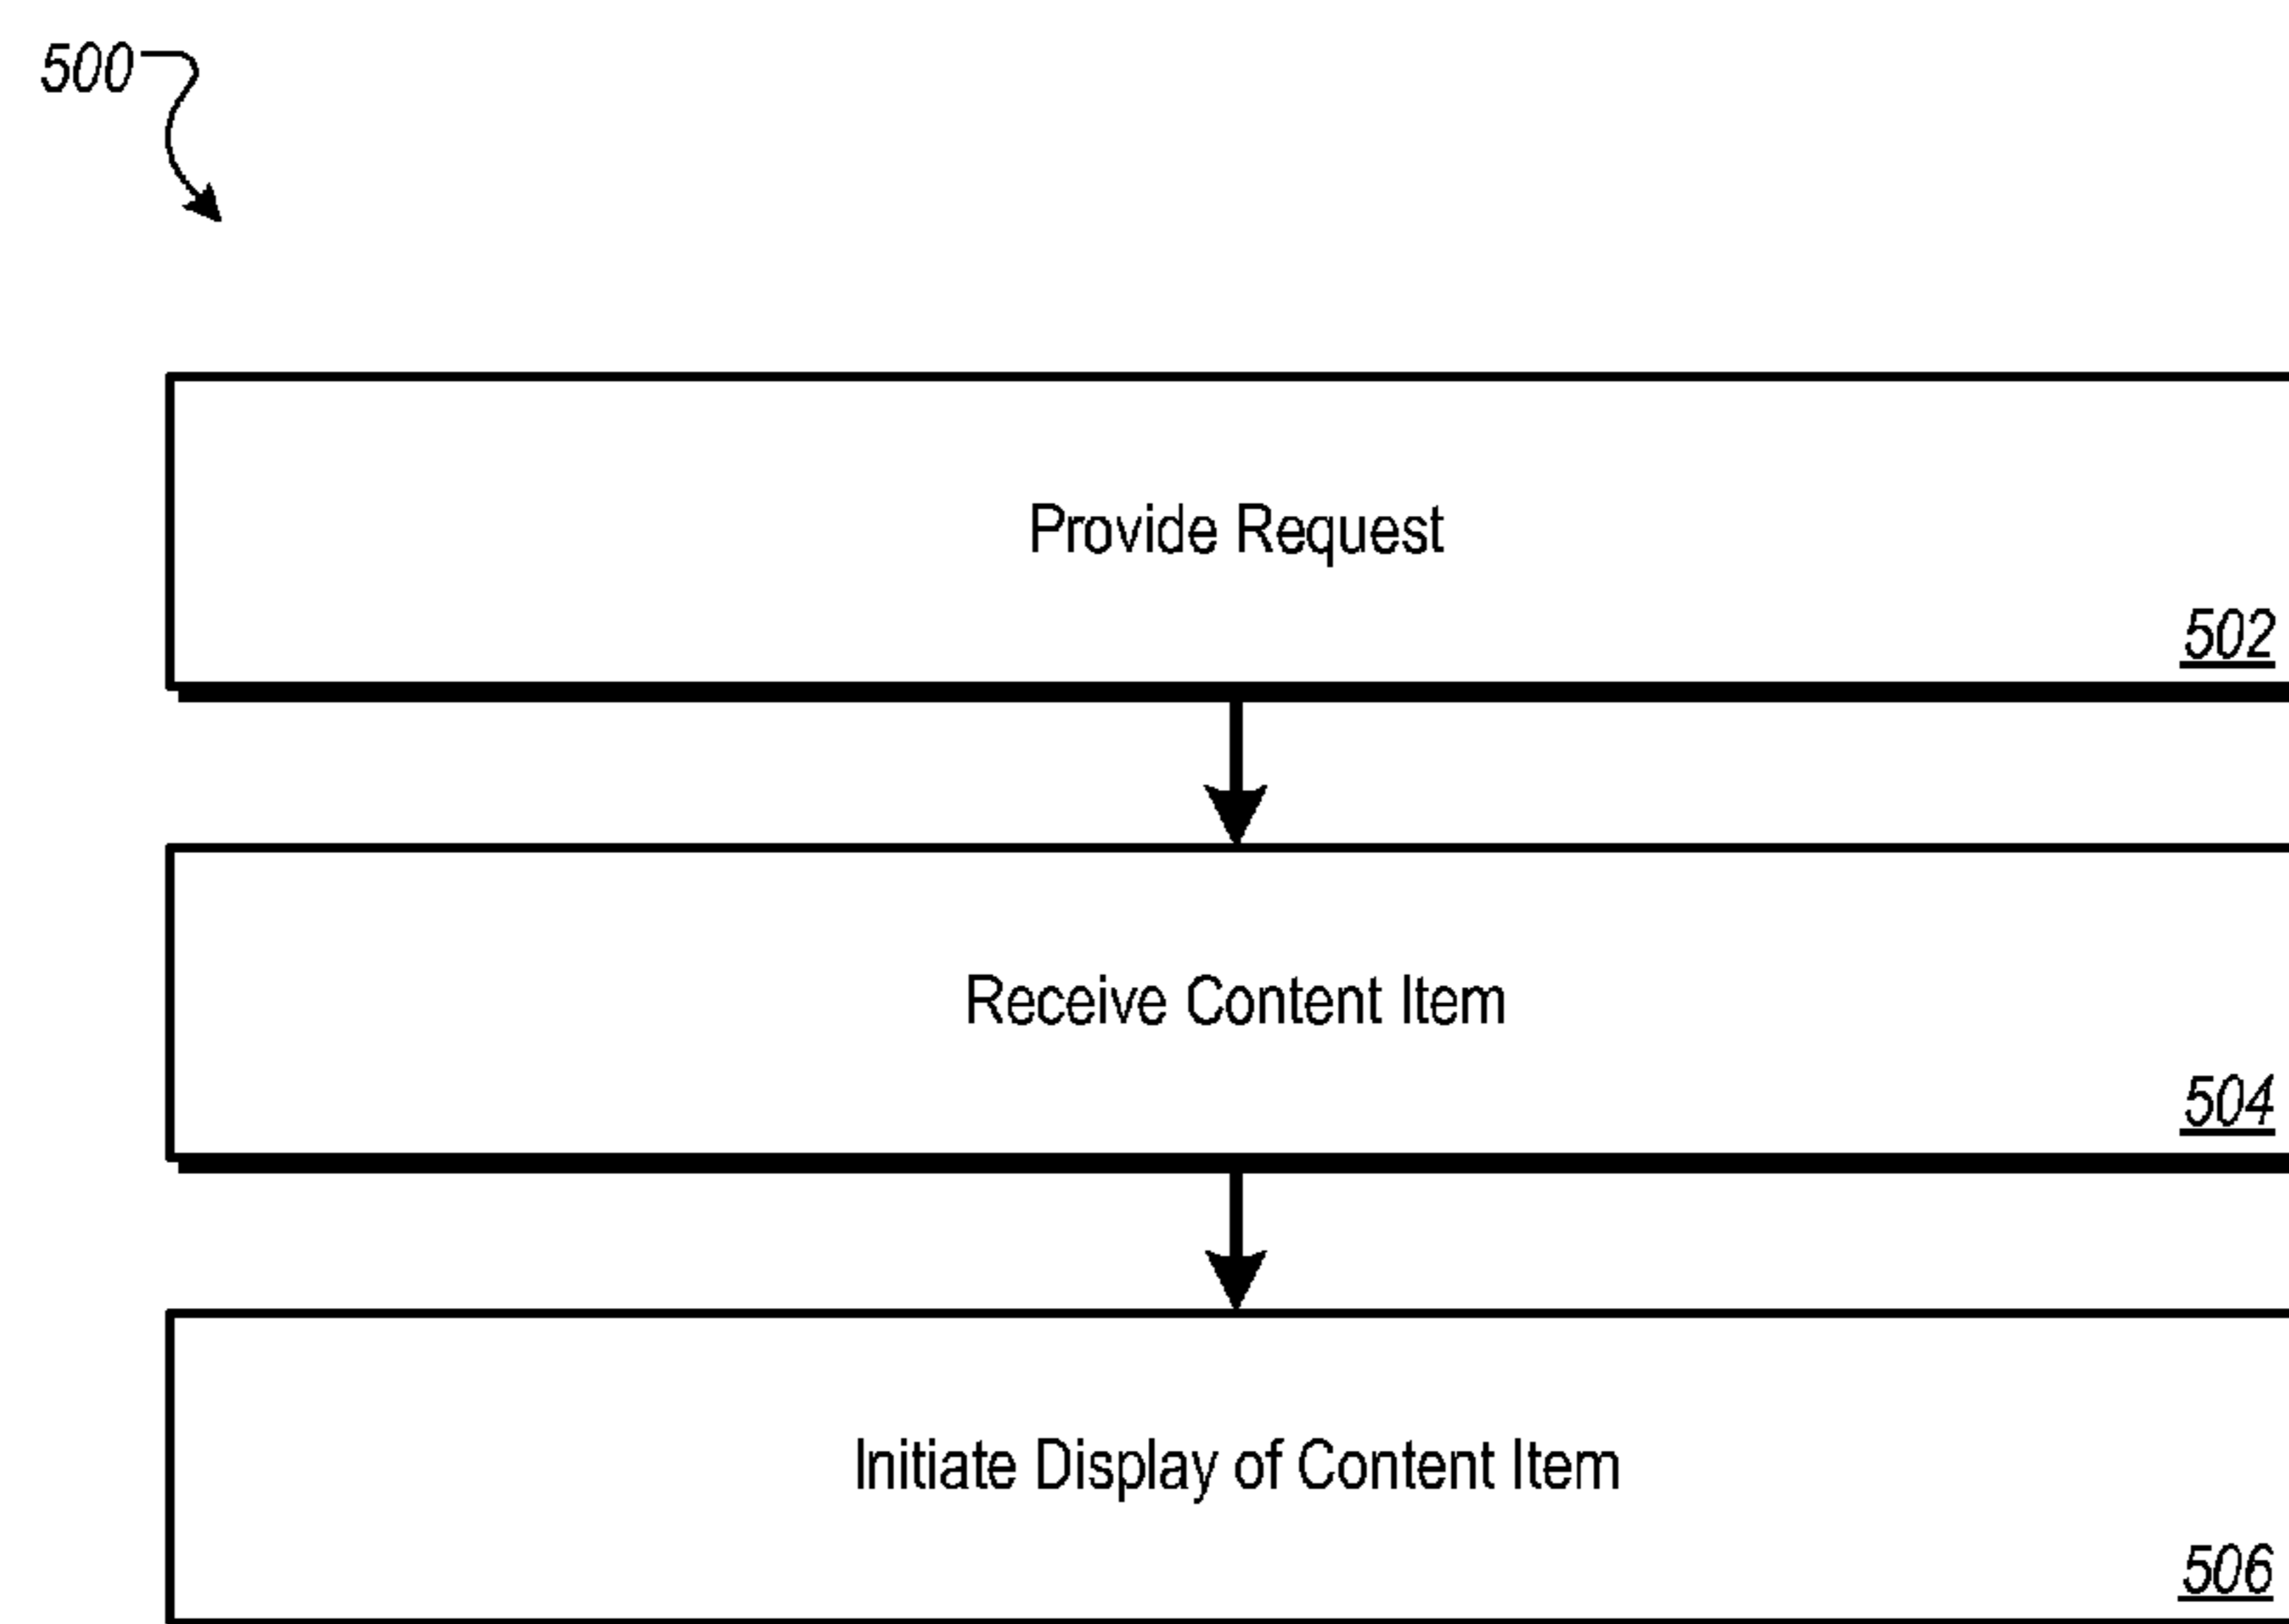 500
Provide Request
502
Receive Content Item
504
Initiate Display of Content Item
506